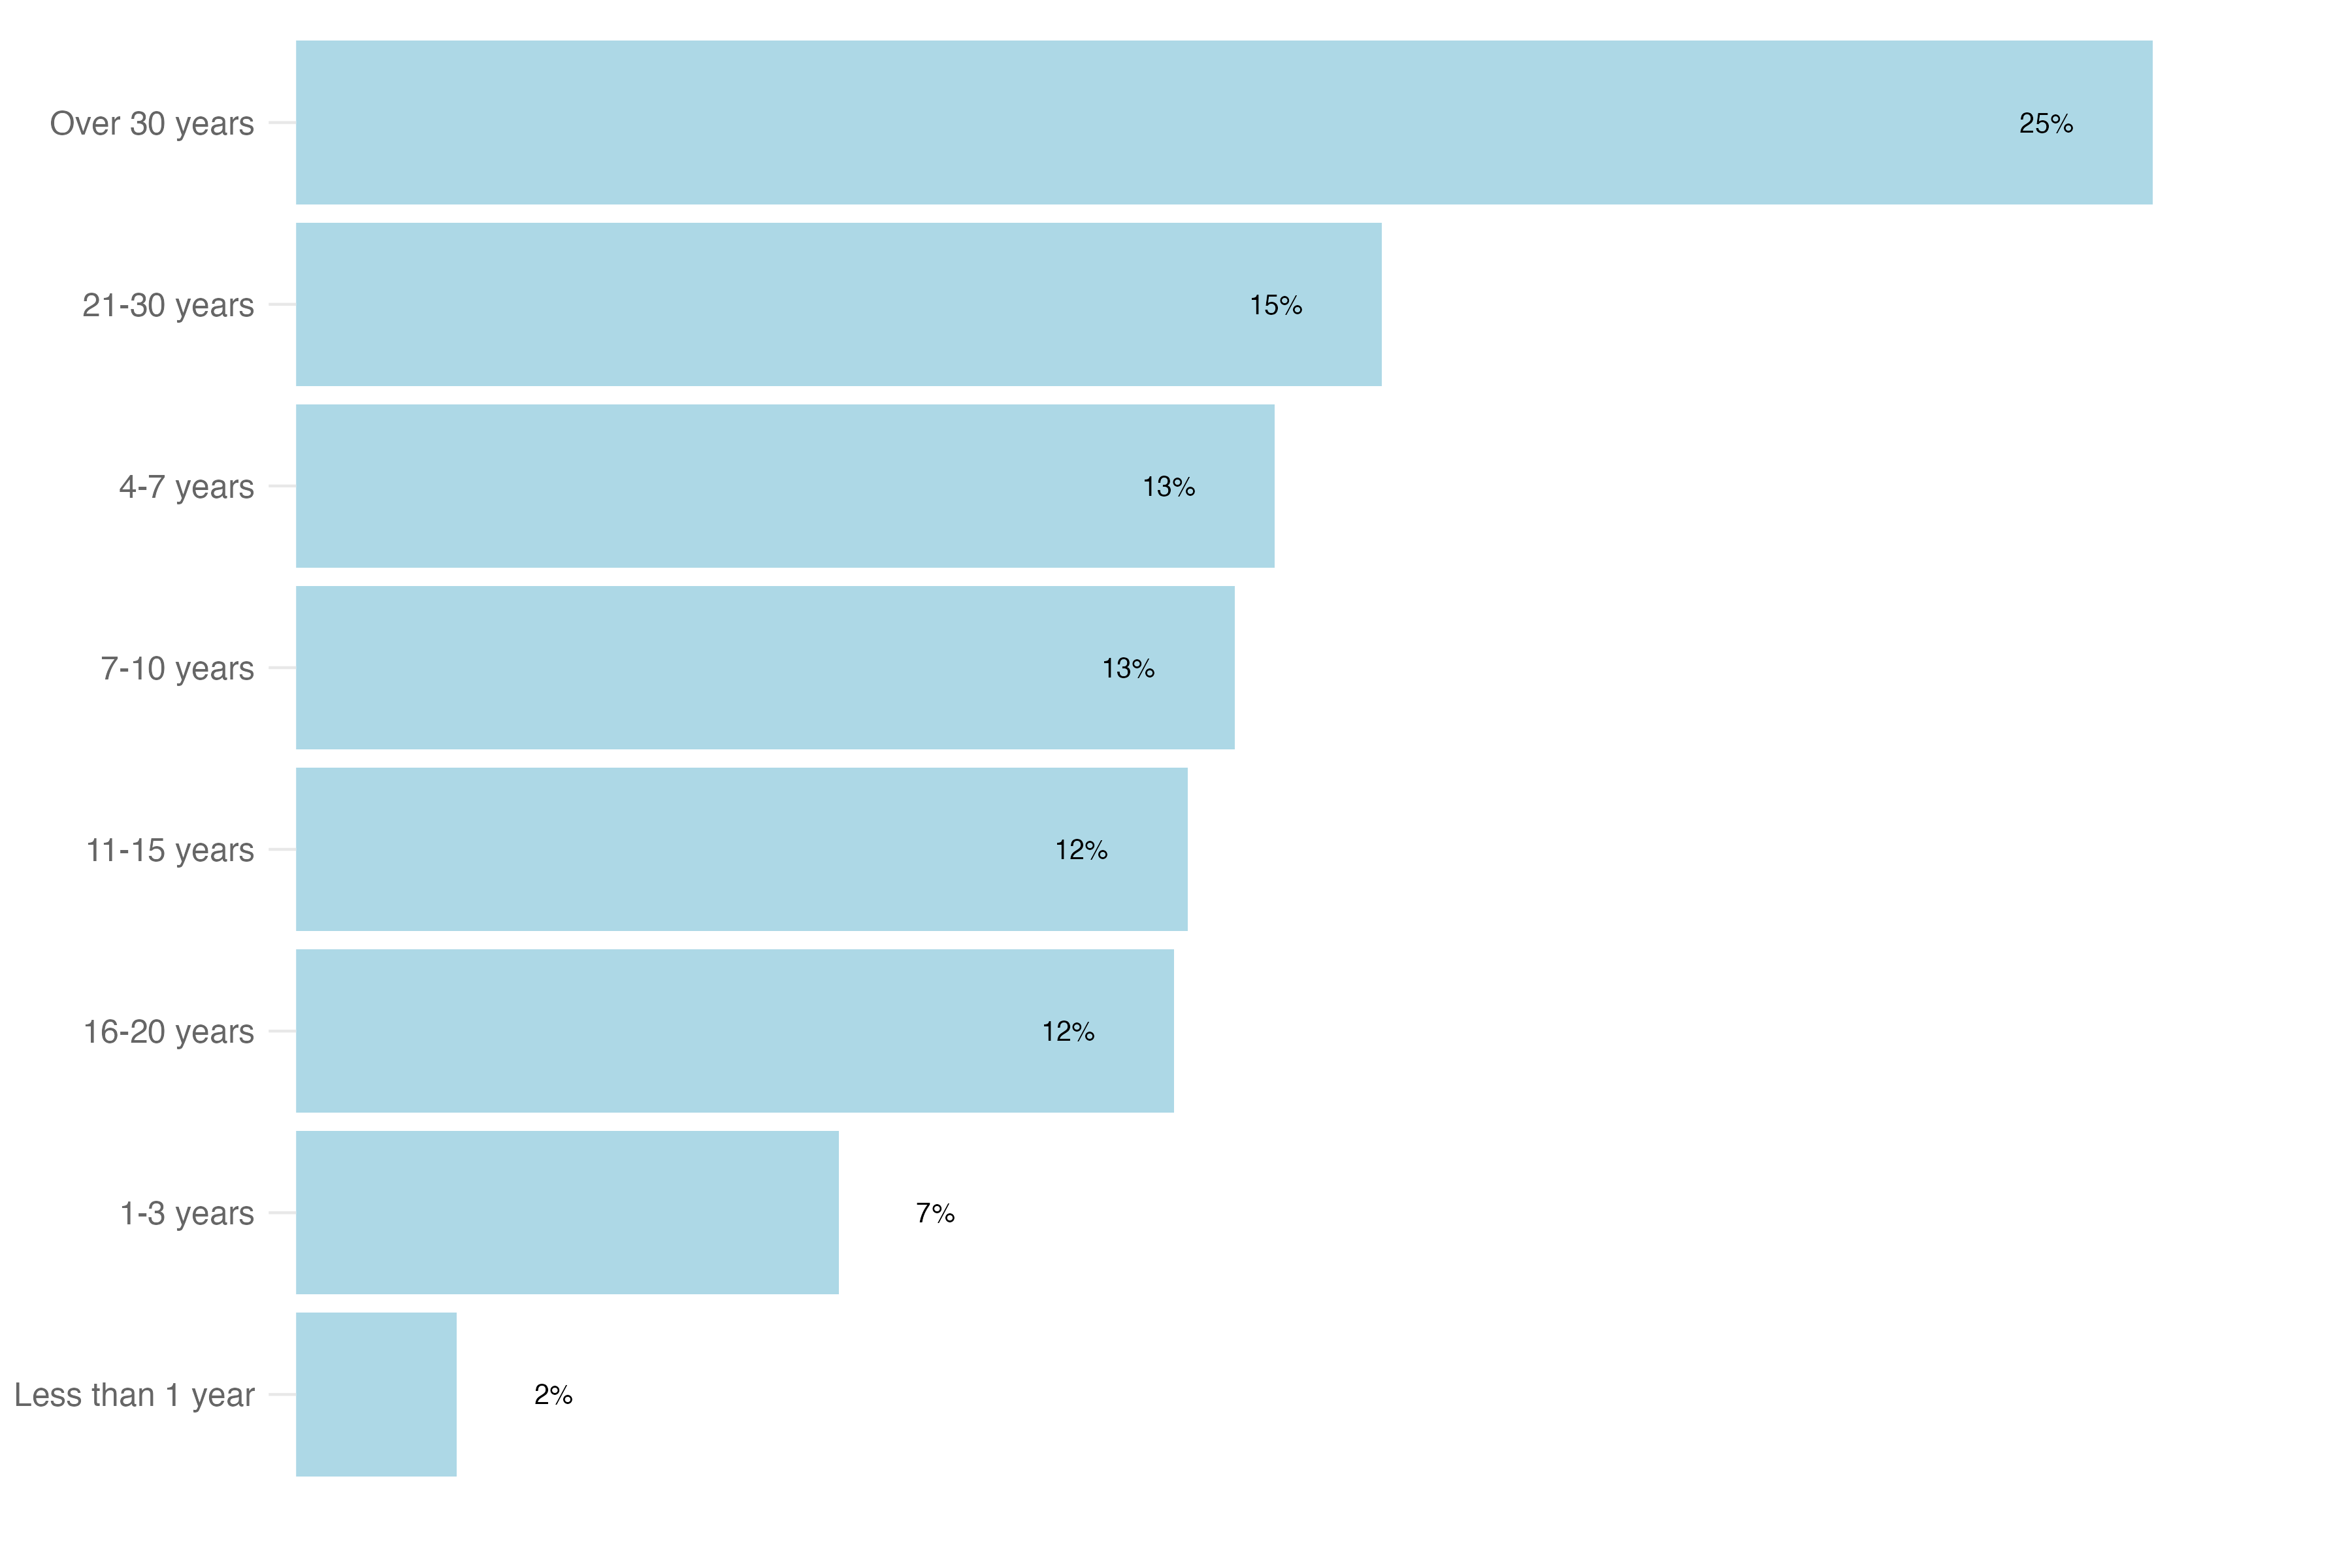 Over 30 years 25%
21-30 years 15%
4-7 years 13%
7-10 years 13%
11-15 years 12%
16-20 years 12%
1-3 years 7%
Less than 1 year 2%